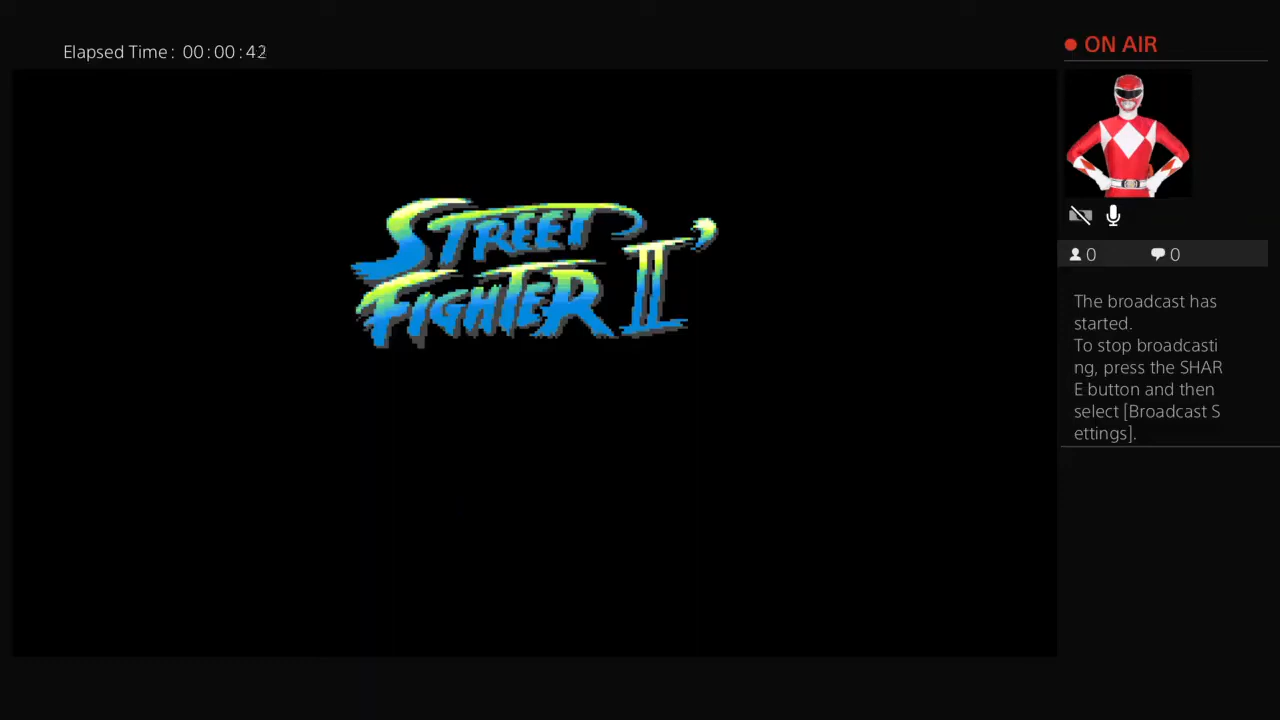 Elapsed Time: 00:00:42
ON AIR
STREET
FIGHTER II'
0 0
The broadcast has
started.
To stop broadcasti
ng, press the SHAR
E button and then
select [Broadcast S
ettings].